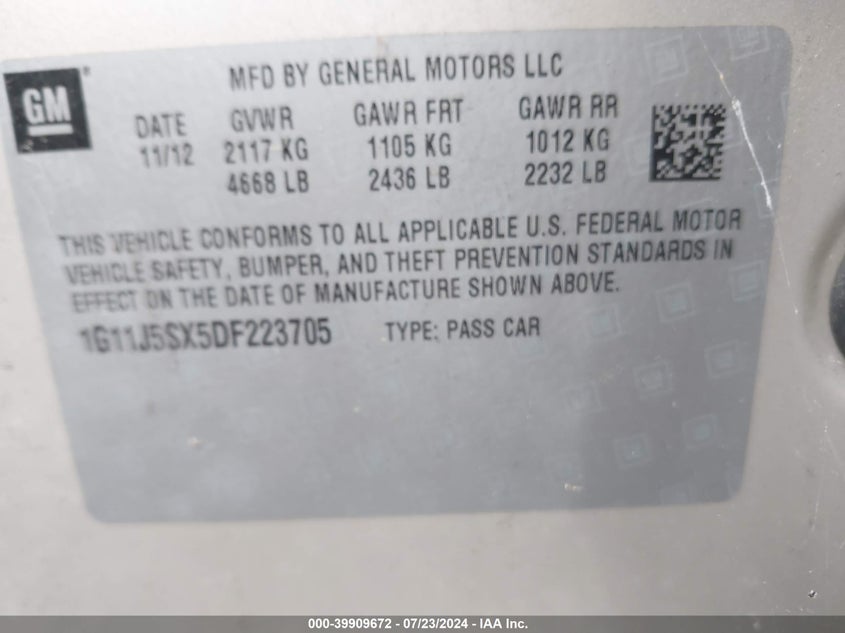 GM
MFD BY GENERAL MOTORS LLC
DATE GVWR GAWR FRT GAWR RR
11/12 2117 KG 1105 KG 1012 KG
4668 LB 2436 LB 2232 LB
THIS VEHICLE CONFORMS TO ALL APPLICABLE U.S. FEDERAL MOTOR
VEHICLE SAFETY, BUMPER, AND THEFT PREVENTION STANDARDS IN
EFFECT ON THE DATE OF MANUFACTURE SHOWN ABOVE.
1G11J5SX5DF223705 TYPE: PASS CAR
000-39909672 - 07/23/2024 - IAA Inc.